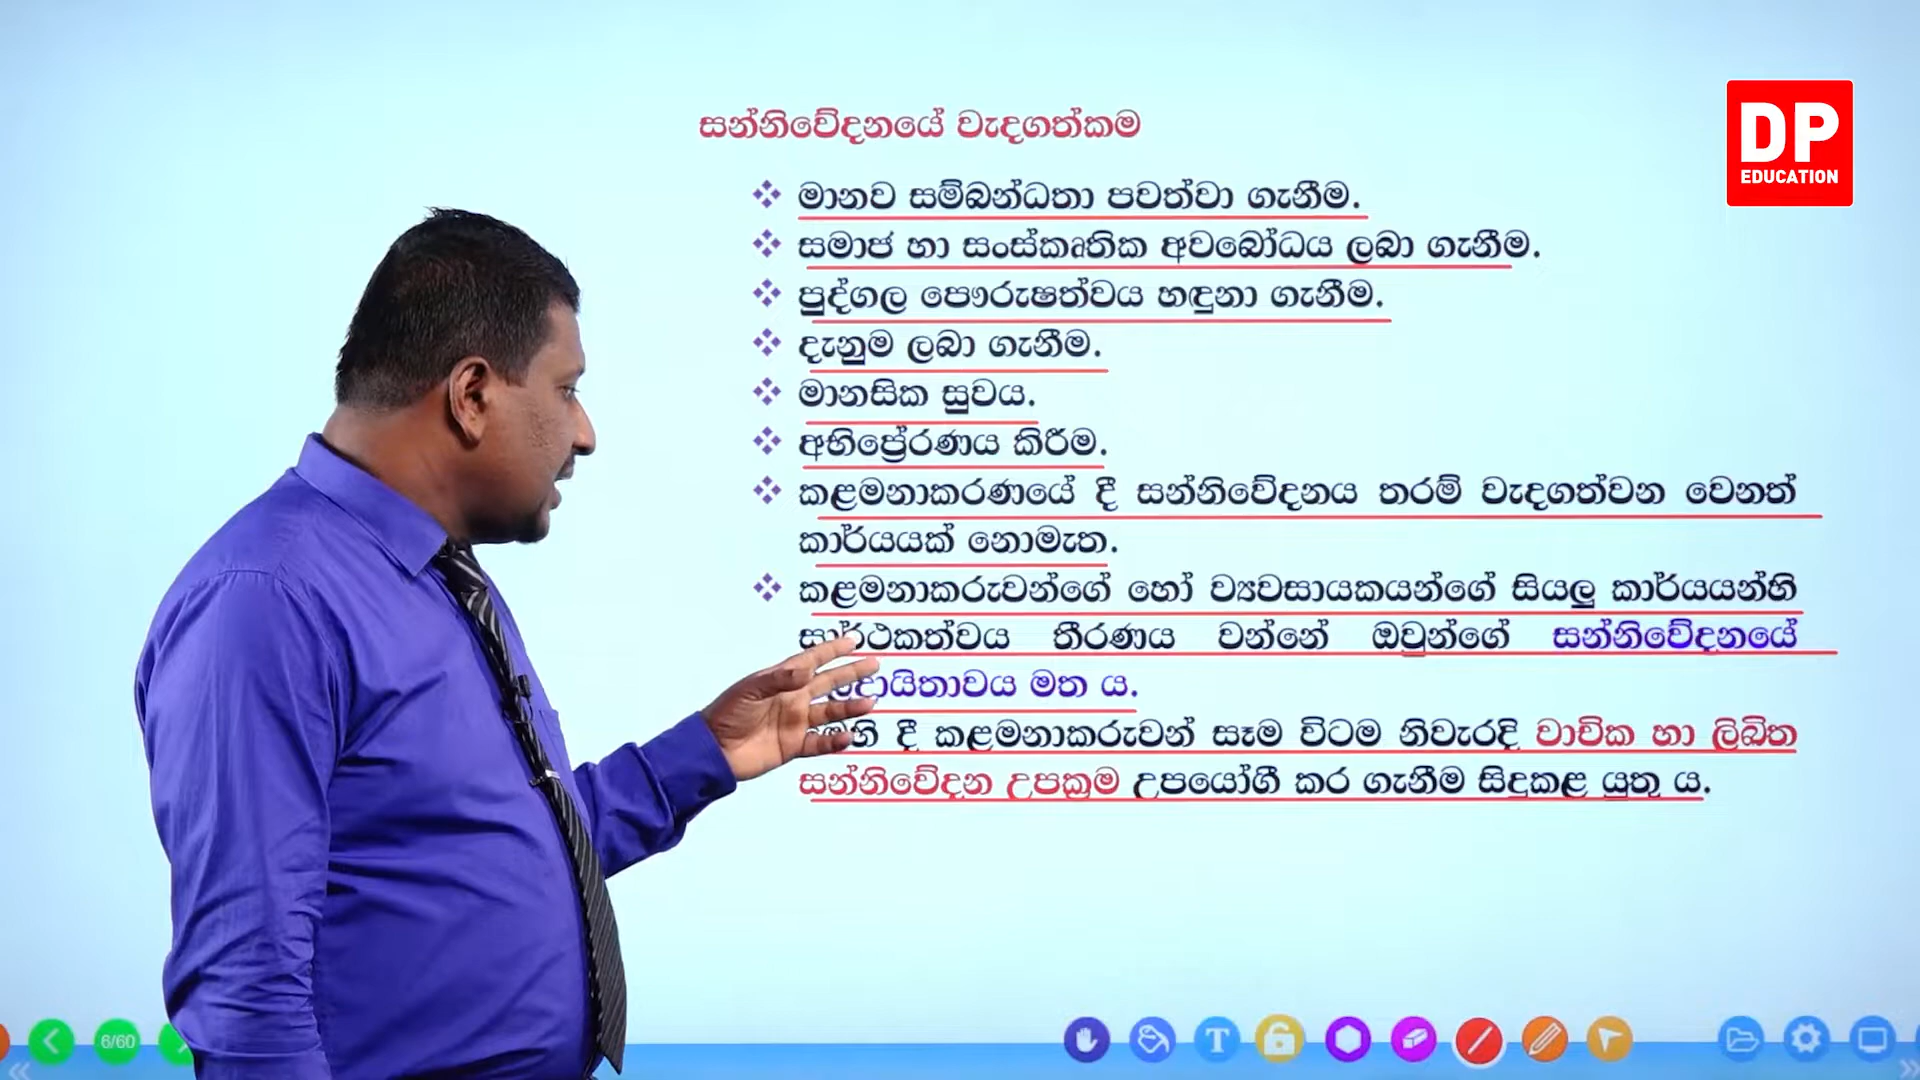 සන්නිවේදනයේ වැදගත්කම
DP
EDUCATION
මානව සම්බන්ධතා පවත්වා ගැනීම.
සමාජ හා සංස්කෘතික අවබෝධය ලබා ගැනීම.
පුද්ගල පෞරුෂත්වය හඳුනා ගැනීම.
දැනුම ලබා ගැනීම.
මානසික සුවය.
අභිප්‍රේරණය කිරීම.
කළමනාකරණයේ දී සන්නිවේදනය තරම් වැදගත්වන වෙනත්
කාර්යයක් නොමැත.
කළමනාකරුවන්ගේ හෝ ව්‍යවසායකයන්ගේ සියලු කාර්යයන්හි
සාර්ථකත්වය තීරණය වන්නේ ඔවුන්ගේ සන්නිවේදනයේ
මත ය.
දී කළමනාකරුවන් සෑම විටම නිවැරදි වාචික හා ලිඛිත
සන්නිවේදන උපක්‍රම උපයෝගී කර ගැනීම සිදුකළ යුතු ය.
6/60